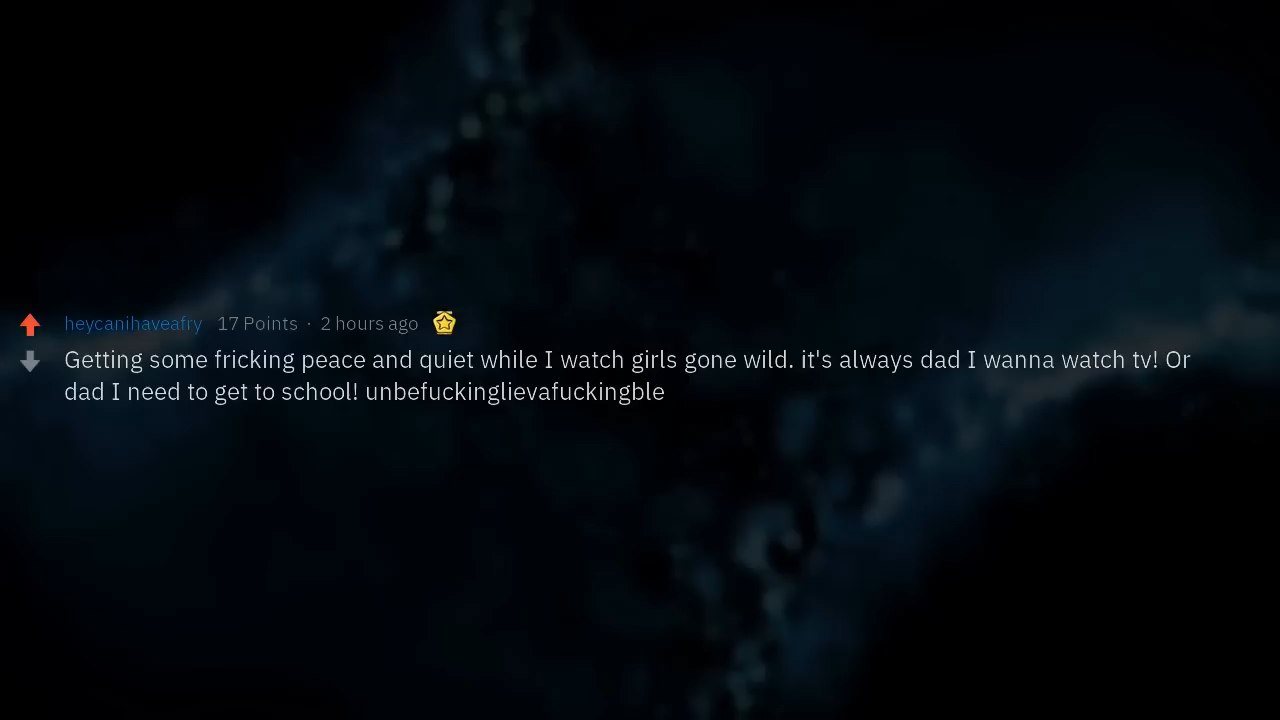 heycanihaveafry 17 Points · 2 hours ago
Getting some fricking peace and quiet while I watch girls gone wild. it's always dad I wanna watch tv! Or
dad I need to get to school! unbefuckinglievafuckingble